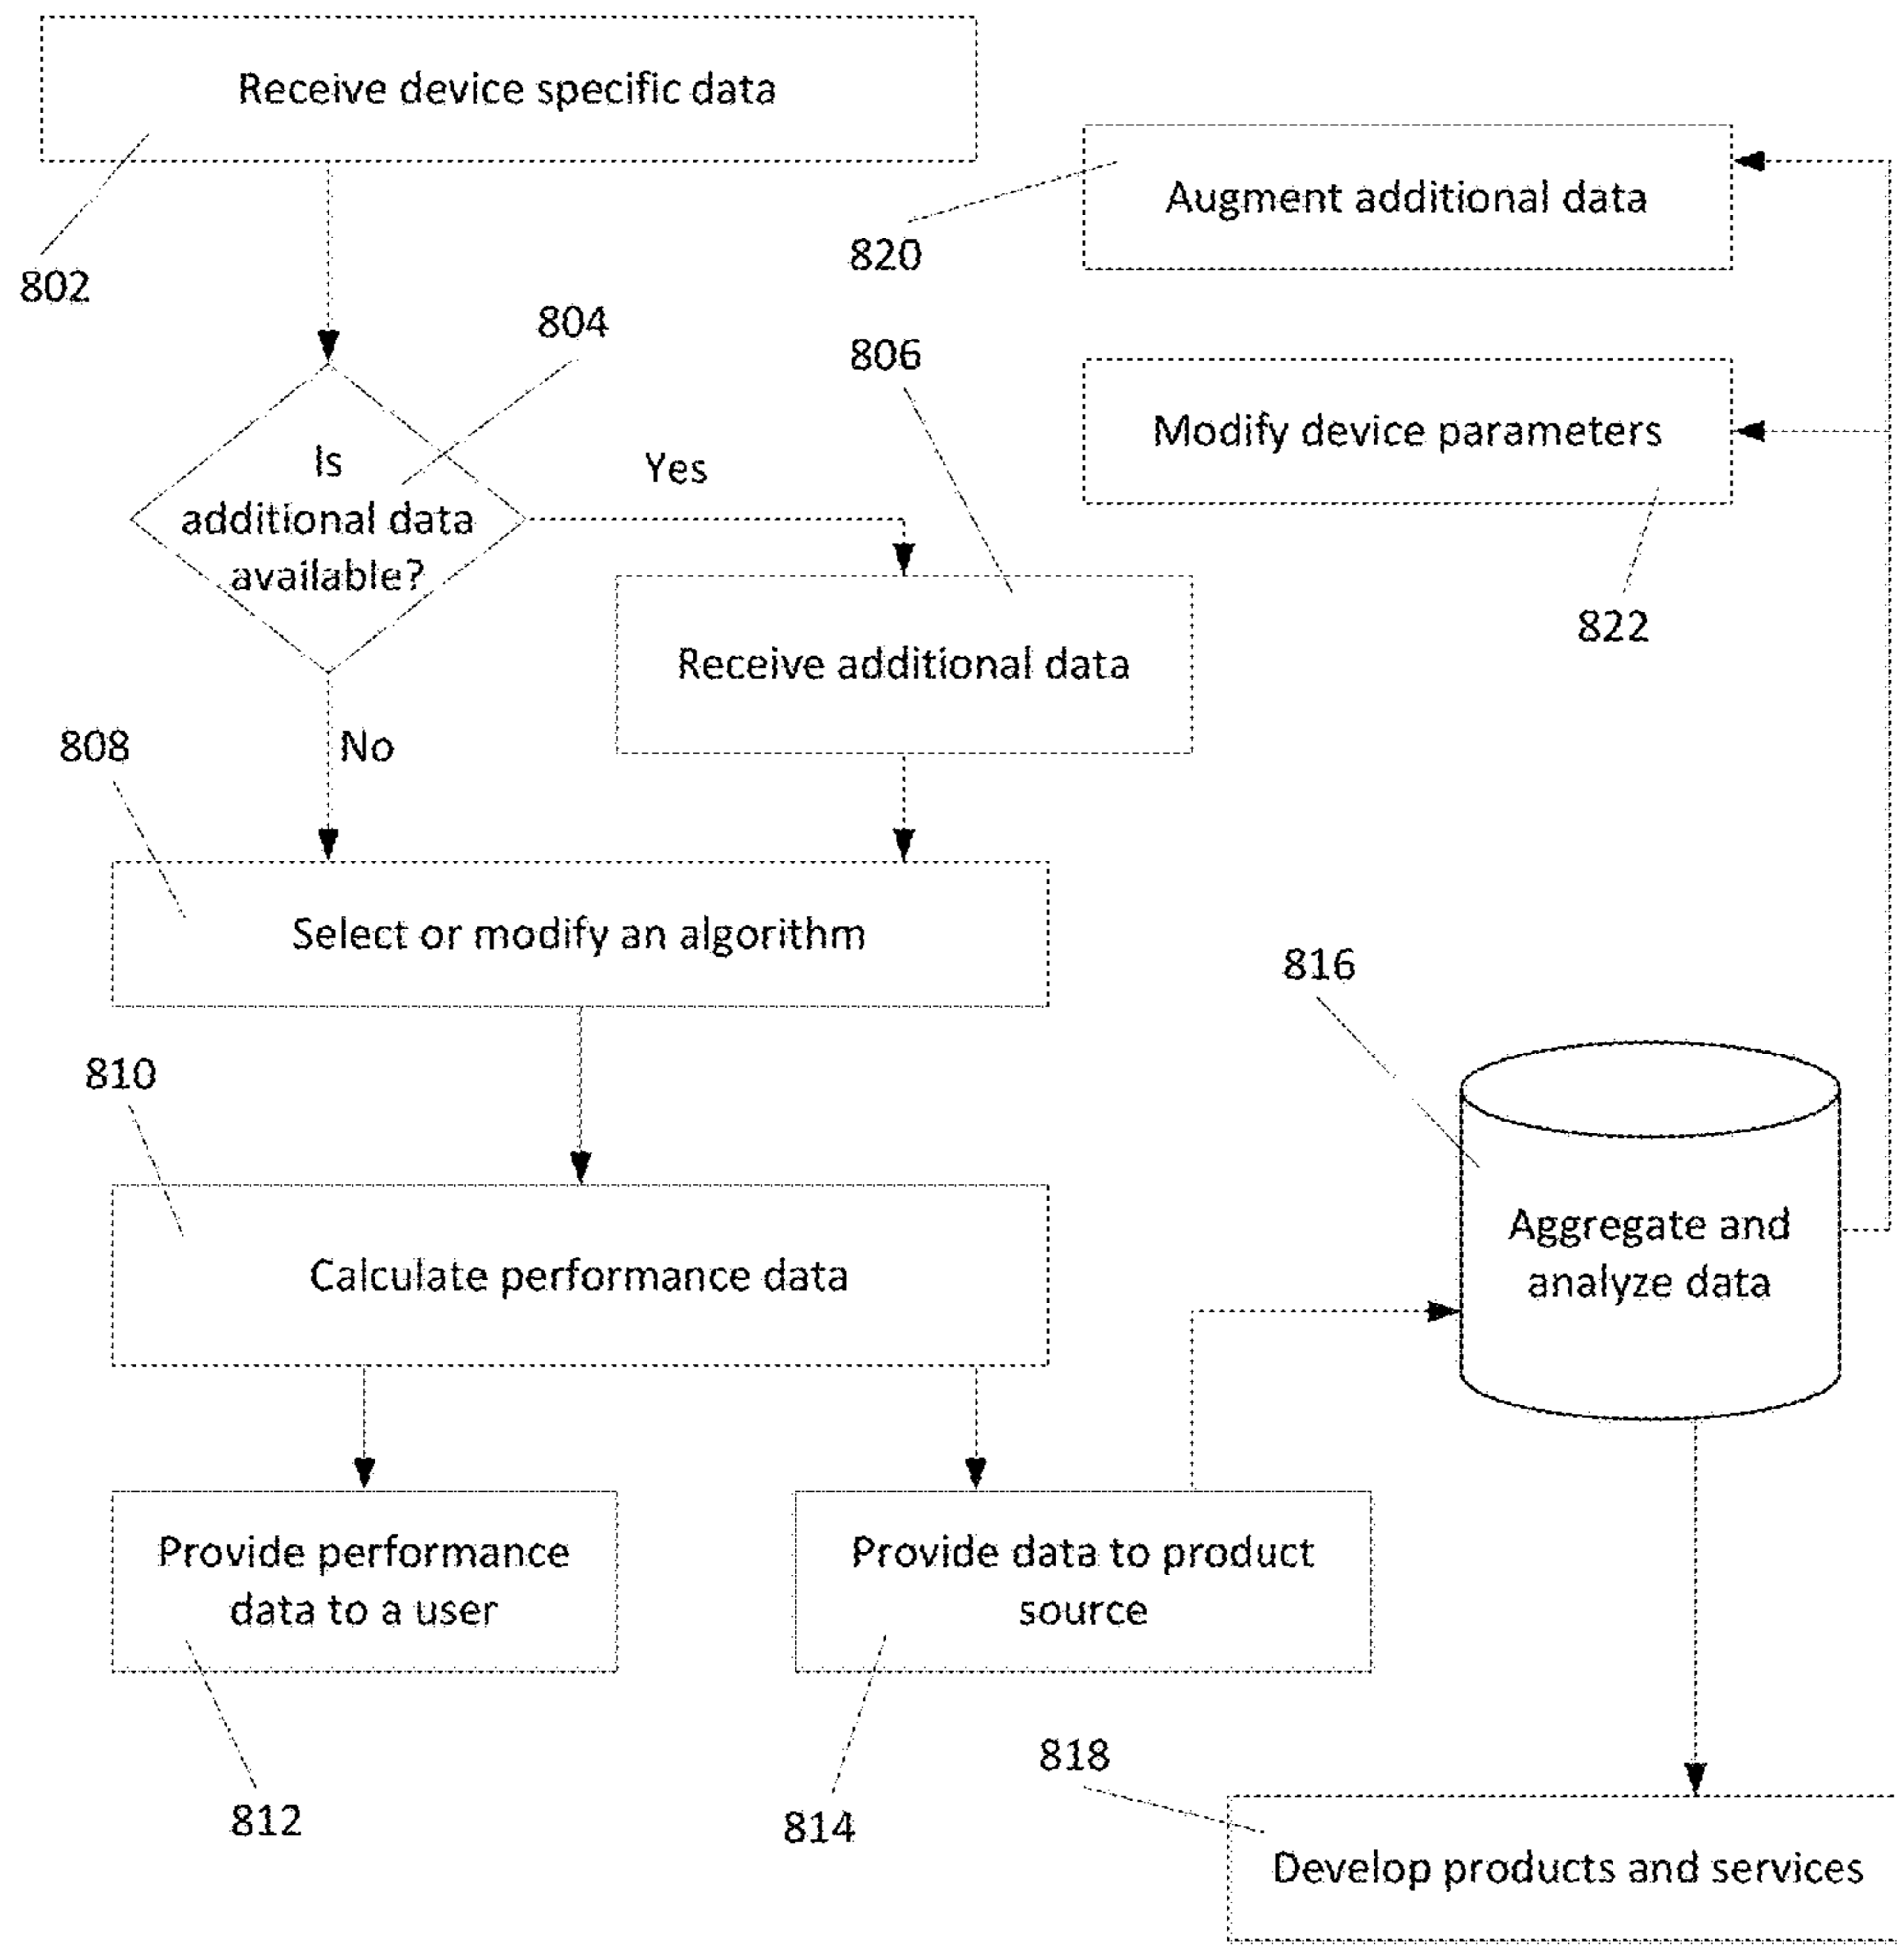 Receive device specific data
802
820
Augment additional data
804
806
Modify device parameters
822
Is
additional data
available?
Yes
Receive additional data
808
No
Select or modify an algorithm
816
810
Calculate performance data
Aggregate and
analyze data
Provide performance
data to a user
Provide data to product
source
812
814
818
Develop products and services